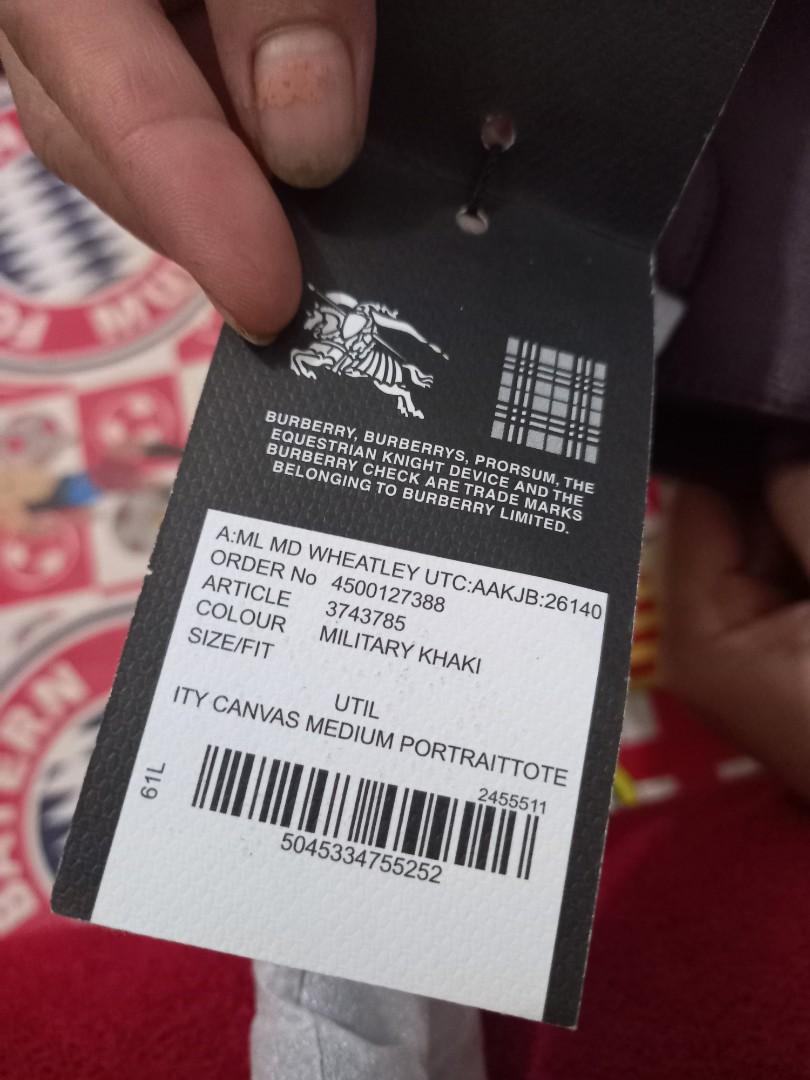 BURBERRY, BURBERRYS, PRORSUM, THE
EQUESTRIAN KNIGHT DEVICE AND THE
BURBERRY CHECK ARE TRADE MARKS
BELONGING TO BURBERRY LIMITED.
A:ML MD WHEATLEY UTC:AAKJB:26140
ORDER No 4500127388
ARTICLE 3743785
COLOUR MILITARY KHAKI
SIZE/FIT
UTIL
ITY CANVAS MEDIUM PORTRAITTOTE
61L
2455511
5045334755252